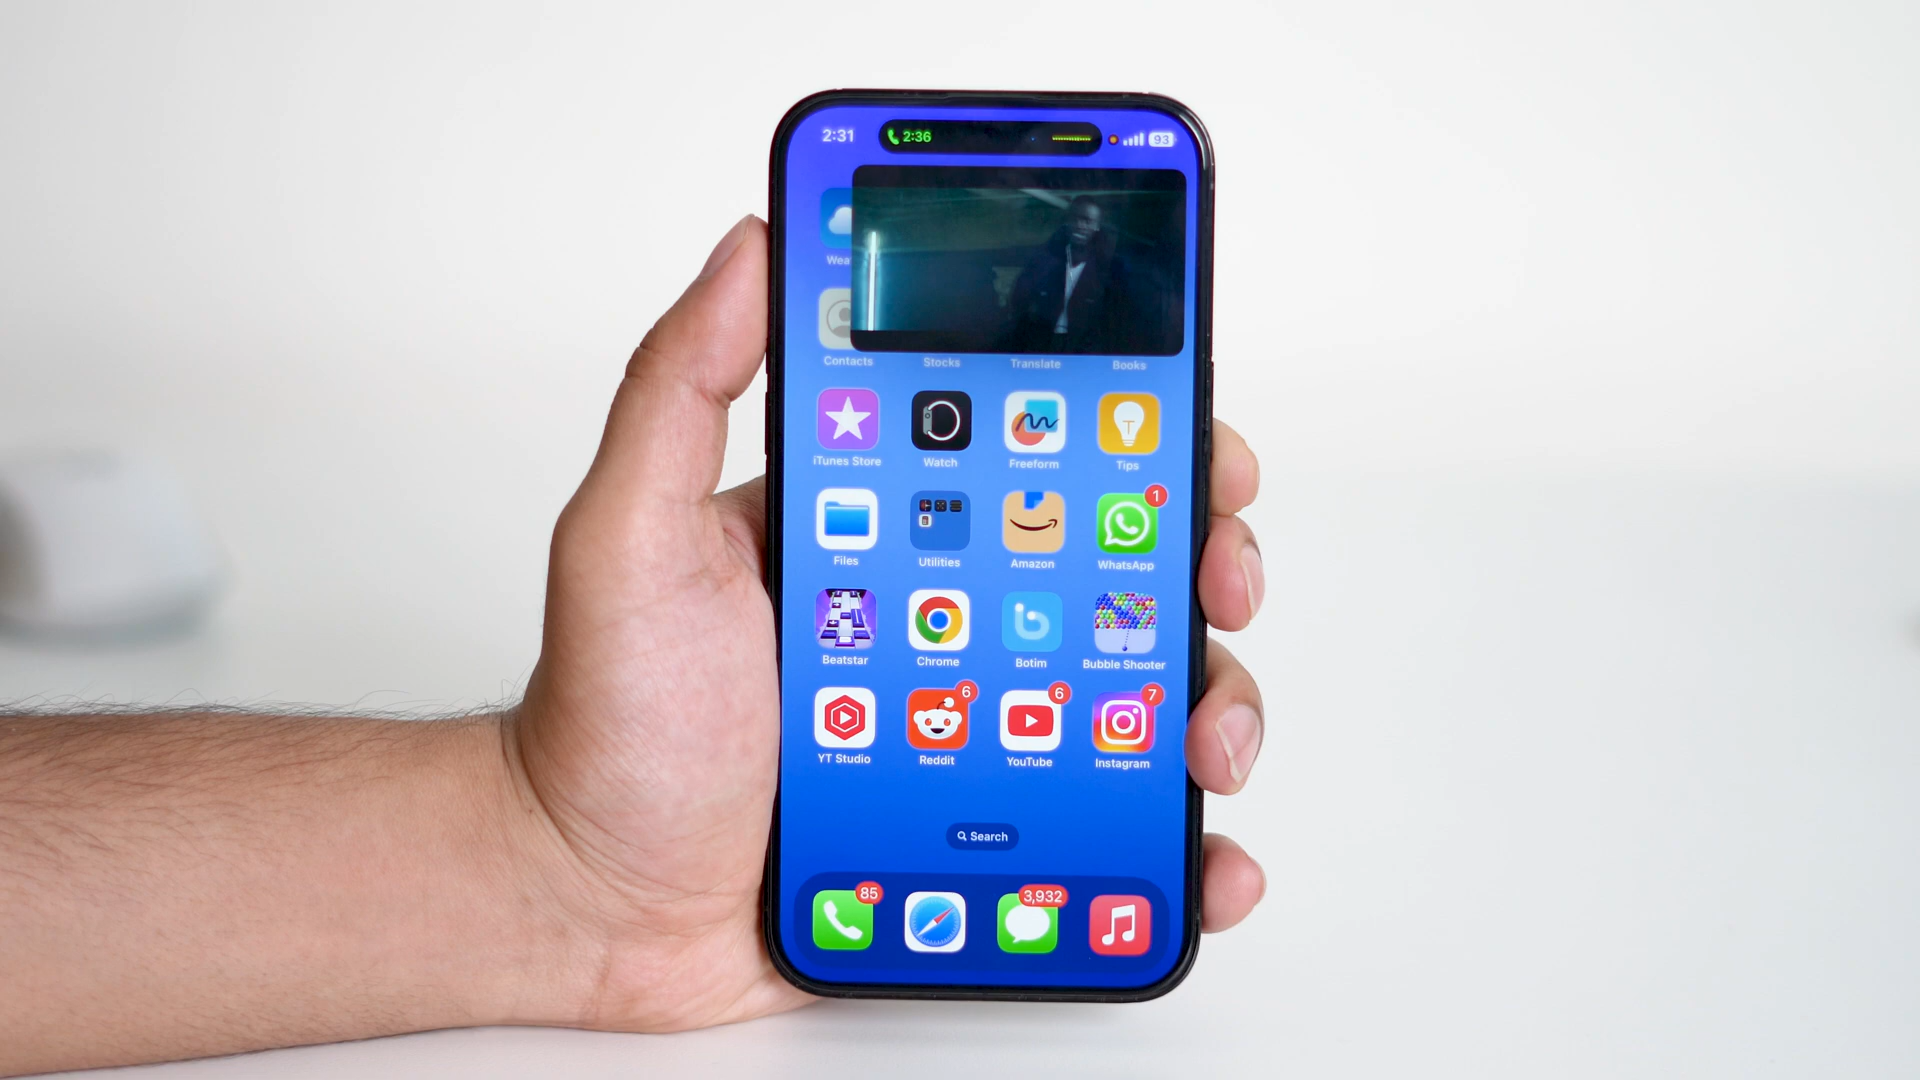 2:31 2:36 93
Wea
Contacts Stocks Translate Books
iTunes Store Watch Freeform Tips
1
Files Utilities Amazon WhatsApp
Beatstar Chrome Botim Bubble Shooter
6 6 7
YT Studio Reddit YouTube Instagram
Search
85 3,932